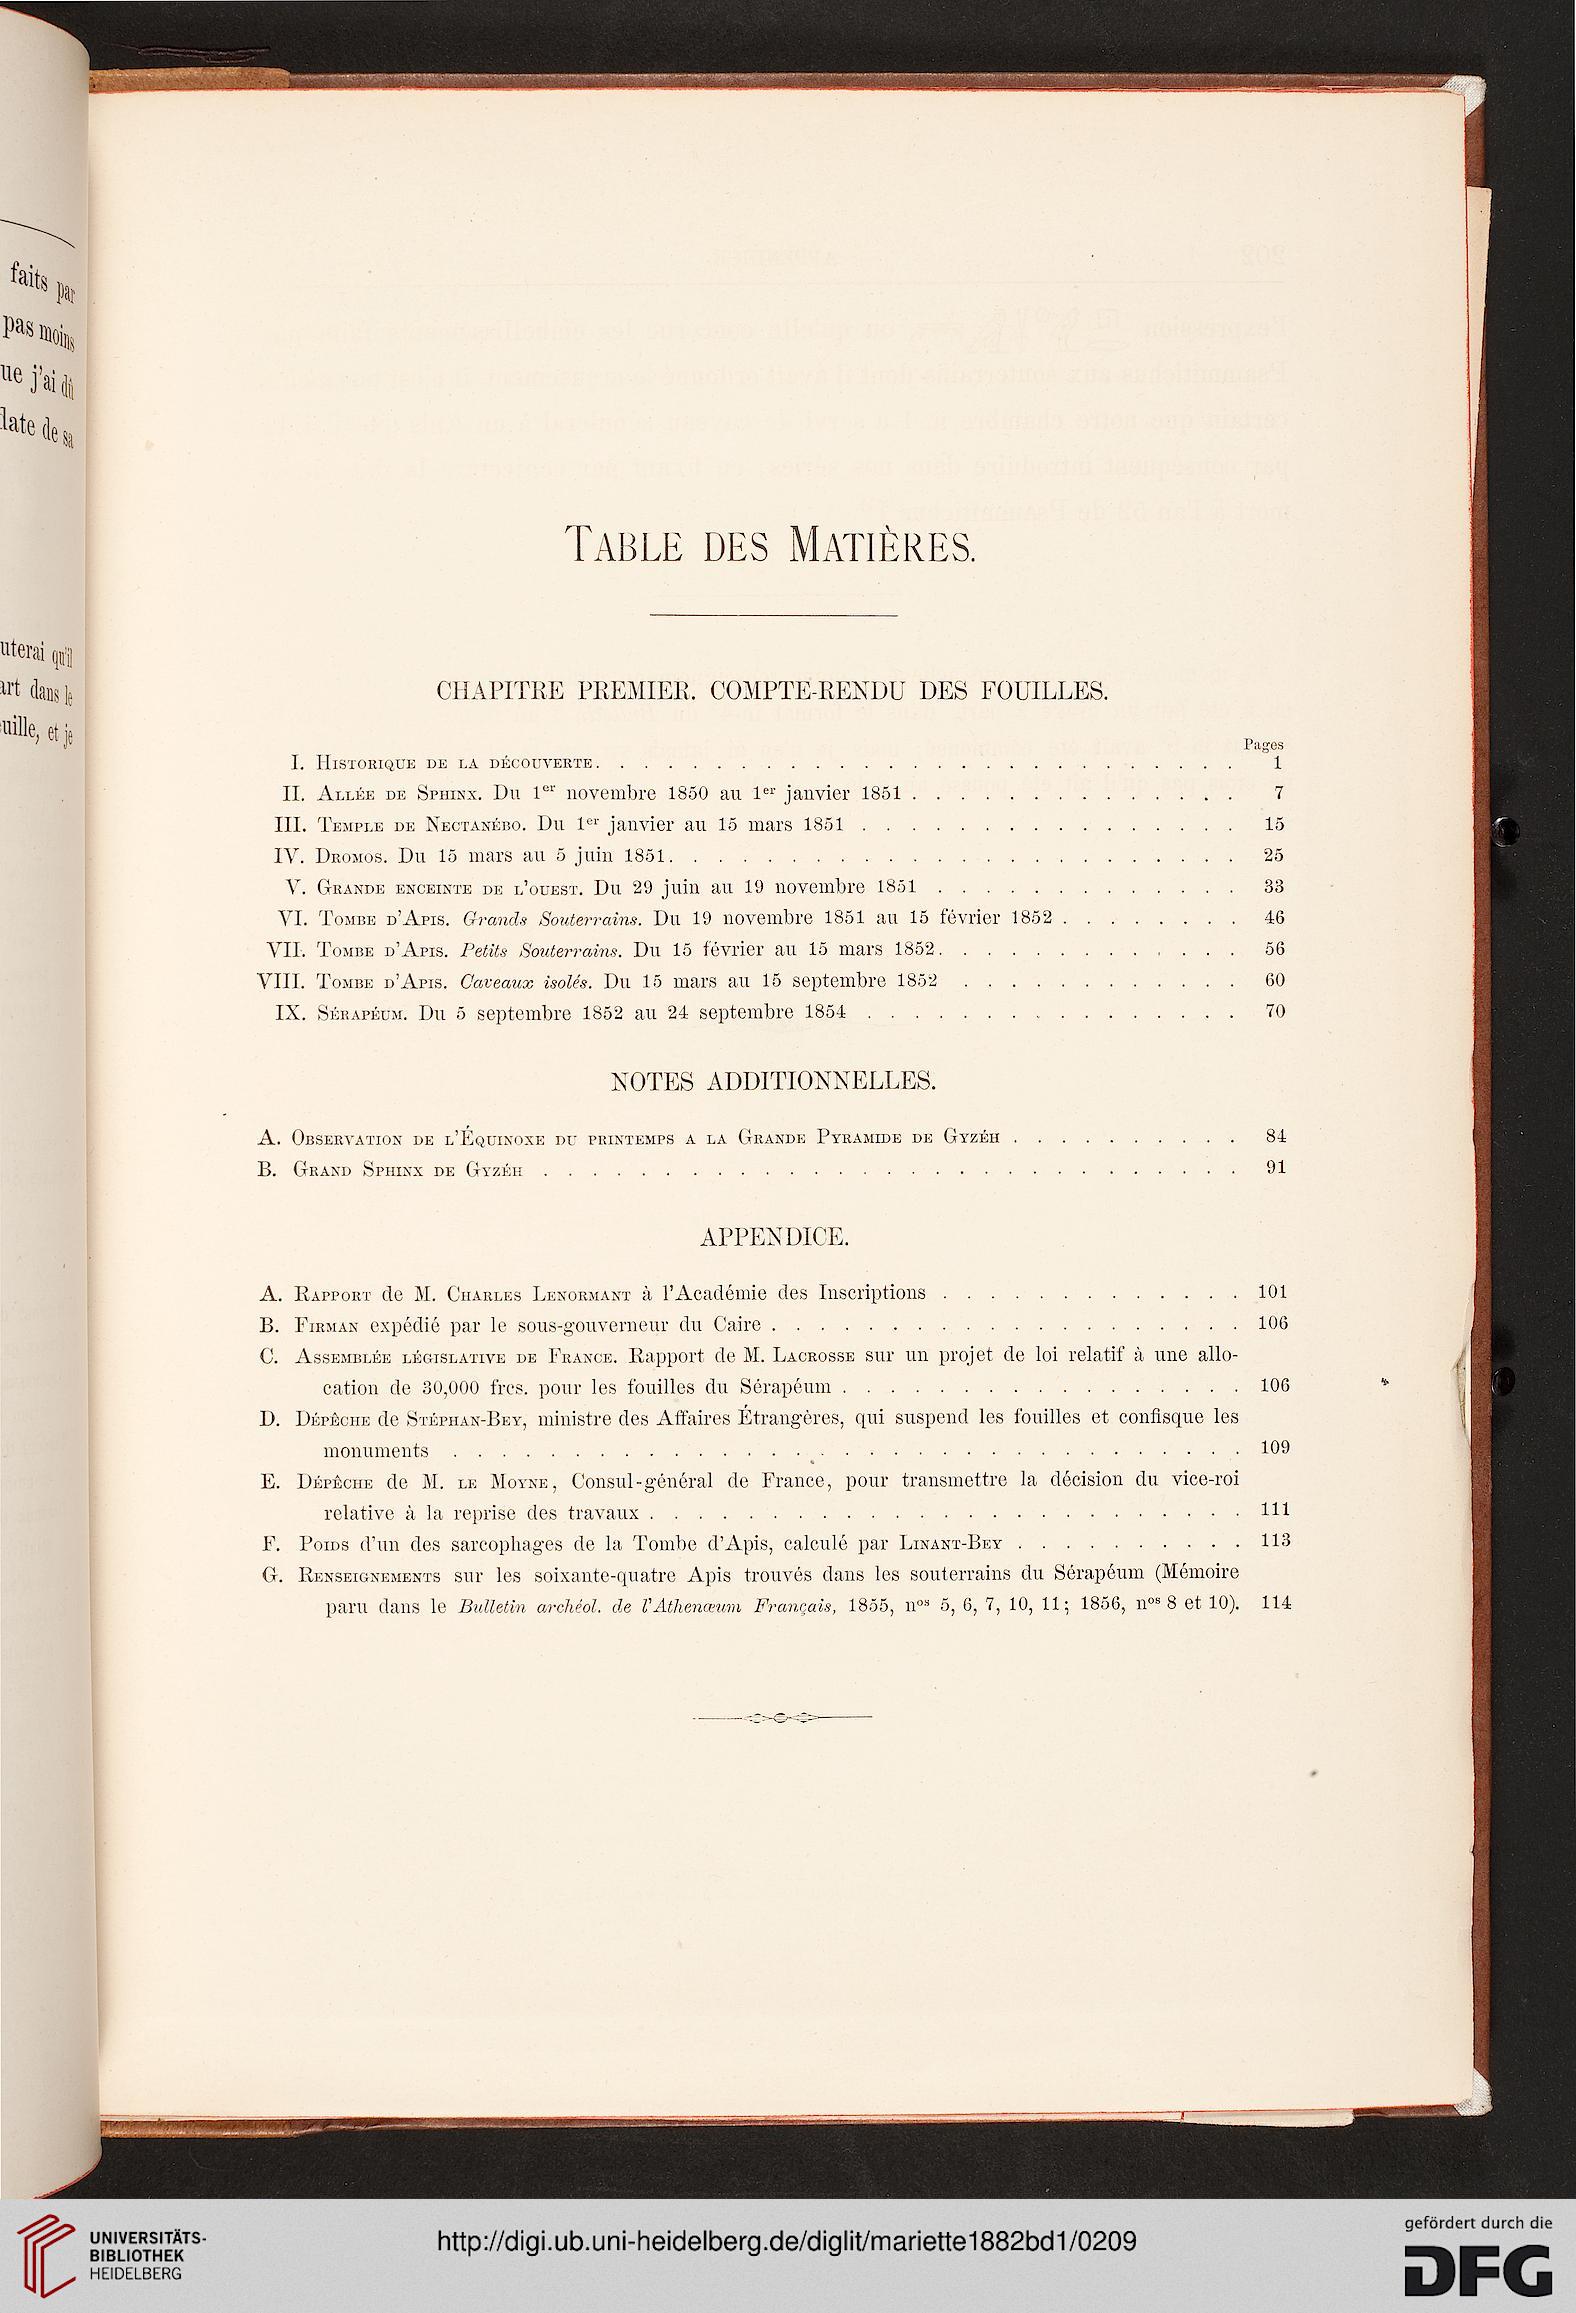 faits par
pas moins
ue j'ai dû
late de sa
uterai qu'il
art dans le
uille, et je
TABLE DES MATIÈRES.
CHAPITRE PREMIER. COMPTE-RENDU DES FOUILLES.
Pages
I. HISTORIQUE DE LA DÉCOUVERTE. . . . . . . . . . . . . . . . . . . . . . . . . . . 1
II. ALLÉE DE SPHINX. Du 1er novembre 1850 au 1er janvier 1851 . . . . . . . . . . . . . . 7
III. TEMPLE DE NECTANÉBO. Du 1er janvier au 15 mars 1851 . . . . . . . . . . . . . . . . 15
IV. DROMOS. Du 15 mars au 5 juin 1851. . . . . . . . . . . . . . . . . . . . . . . . 25
V. GRANDE ENCEINTE DE L'OUEST. Du 29 juin au 19 novembre 1851 . . . . . . . . . . . . . 33
VI. TOMBE D'APIS. Grands Souterrains. Du 19 novembre 1851 au 15 février 1852 . . . . . . . . 46
VII. TOMBE D'APIS. Petits Souterrains. Du 15 février au 15 mars 1852. . . . . . . . . . . . . 56
VIII. TOMBE D'APIS. Caveaux isolés. Du 15 mars au 15 septembre 1852 . . . . . . . . . . . . 60
IX. SÉRAPÉUM. Du 5 septembre 1852 au 24 septembre 1854 . . . . . . . . . . . . . . . . 70
NOTES ADDITIONNELLES.
A. OBSERVATION DE L'ÉQUINOXE DU PRINTEMPS A LA GRANDE PYRAMIDE DE GYZÉH . . . . . . . . . . 84
B. GRAND SPHINX DE GYZÉH . . . . . . . . . . . . . . . . . . . . . . . . . . . . . 91
APPENDICE.
A. RAPPORT de M. CHARLES LENORMANT à l'Académie des Inscriptions . . . . . . . . . . . . . 101
B. FIRMAN expédié par le sous-gouverneur du Caire . . . . . . . . . . . . . . . . . . . . 106
C. ASSEMBLÉE LÉGISLATIVE DE FRANCE. Rapport de M. LACROSSE sur un projet de loi relatif à une allo-
cation de 30,000 frcs. pour les fouilles du Sérapéum . . . . . . . . . . . . . . . . . 106
D. DÉPÊCHE de STÉPHAN-BEY, ministre des Affaires Étrangères, qui suspend les fouilles et confisque les
monuments . . . . . . . . . . . . . . . . . . . . . . . . . . . . . . . . . 109
E. DÉPÊCHE de M. LE MOYNE, Consul-général de France, pour transmettre la décision du vice-roi
relative à la reprise des travaux . . . . . . . . . . . . . . . . . . . . . . . . . 111
F. POIDS d'un des sarcophages de la Tombe d'Apis, calculé par LINANT-BEY . . . . . . . . . . 113
G. RENSEIGNEMENTS sur les soixante-quatre Apis trouvés dans les souterrains du Sérapéum (Mémoire
paru dans le Bulletin archéol. de l'Athenœum Français, 1855, nos 5, 6, 7, 10, 11; 1856, nos 8 et 10). 114
UNIVERSITÄTS-
BIBLIOTHEK
HEIDELBERG
http://digi.ub.uni-heidelberg.de/diglit/mariette1882bd1/0209
gefördert durch die
DFG